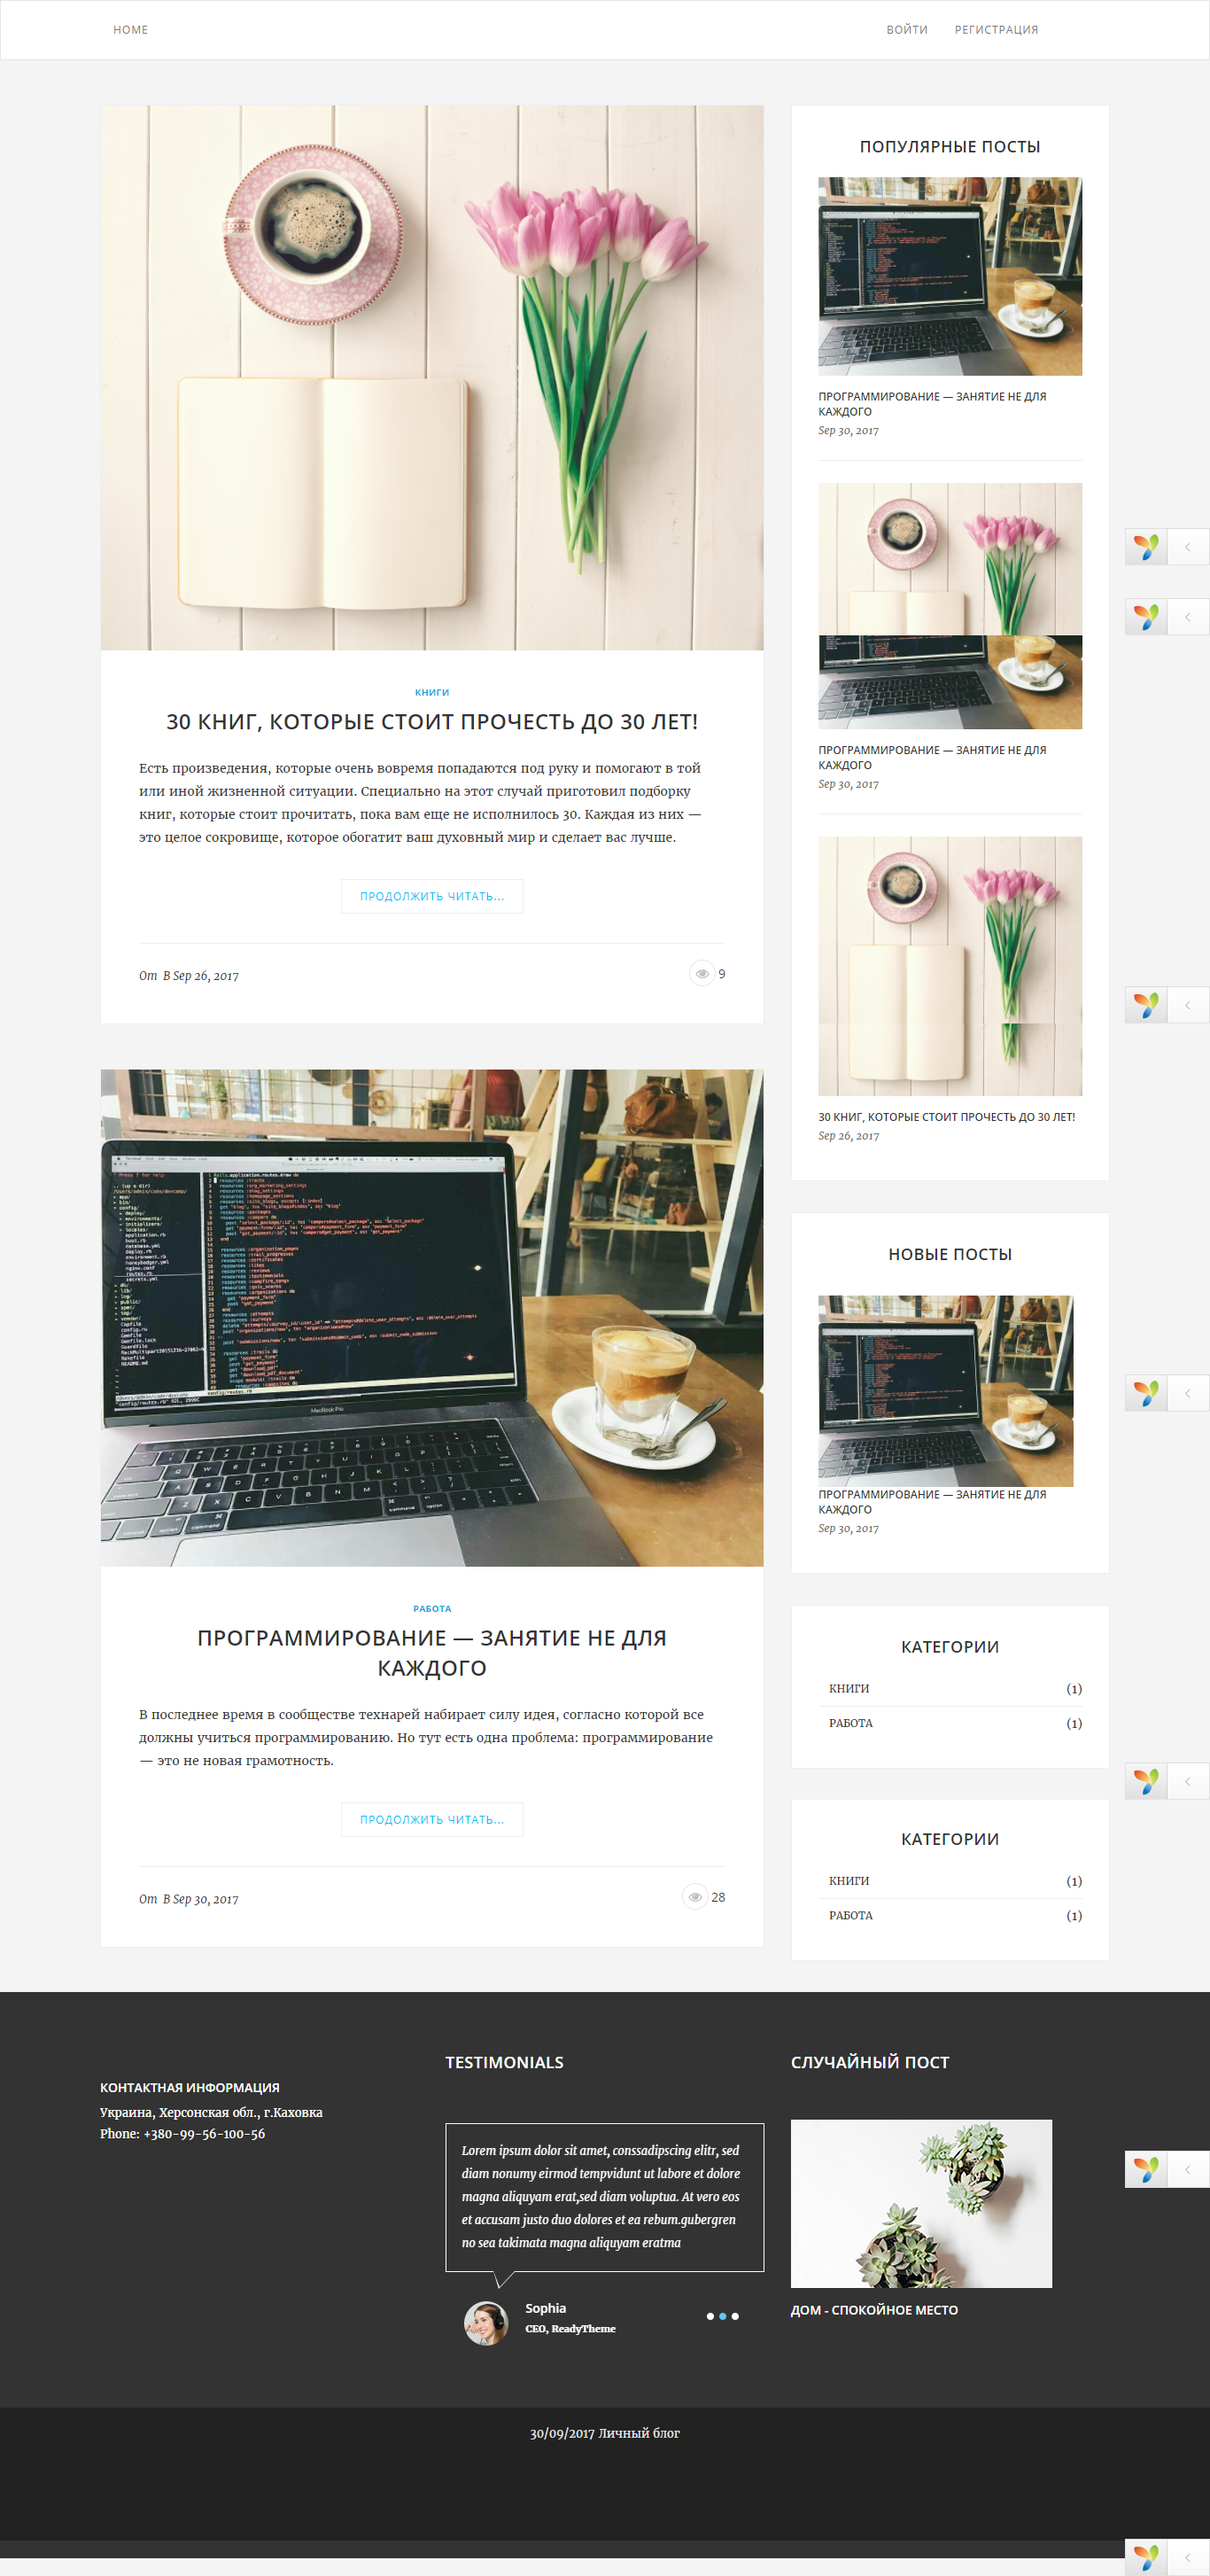 HOME
ВОЙТИ
РЕГИСТРАЦИЯ
КНИГИ
30 КНИГ, КОТОРЫЕ СТОИТ ПРОЧЕСТЬ ДО 30 ЛЕТ!
Есть произведения, которые очень вовремя попадаются под руку и помогают в той
или иной жизненной ситуации. Специально на этот случай приготовил подборку
книг, которые стоит прочитать, пока вам еще не исполнилось 30. Каждая из них —
это целое сокровище, которое обогатит ваш духовный мир и сделает вас лучше.
ПРОДОЛЖИТЬ ЧИТАТЬ...
От В Sep 26, 2017
9
MacBook Pro
РАБОТА
ПРОГРАММИРОВАНИЕ — ЗАНЯТИЕ НЕ ДЛЯ
КАЖДОГО
В последнее время в сообществе технарей набирает силу идея, согласно которой все
должны учиться программированию. Но тут есть одна проблема: программирование
— это не новая грамотность.
ПРОДОЛЖИТЬ ЧИТАТЬ...
От В Sep 30, 2017
28
ПОПУЛЯРНЫЕ ПОСТЫ
ПРОГРАММИРОВАНИЕ — ЗАНЯТИЕ НЕ ДЛЯ
КАЖДОГО
Sep 30, 2017
ПРОГРАММИРОВАНИЕ — ЗАНЯТИЕ НЕ ДЛЯ
КАЖДОГО
Sep 30, 2017
30 КНИГ, КОТОРЫЕ СТОИТ ПРОЧЕСТЬ ДО 30 ЛЕТ!
Sep 26, 2017
НОВЫЕ ПОСТЫ
ПРОГРАММИРОВАНИЕ — ЗАНЯТИЕ НЕ ДЛЯ
КАЖДОГО
Sep 30, 2017
КАТЕГОРИИ
КНИГИ (1)
РАБОТА (1)
КАТЕГОРИИ
КНИГИ (1)
РАБОТА (1)
КОНТАКТНАЯ ИНФОРМАЦИЯ
Украина, Херсонская обл., г.Каховка
Phone: +380-99-56-100-56
TESTIMONIALS
Lorem ipsum dolor sit amet, conssadipscing elitr, sed
diam nonumy eirmod tempvidunt ut labore et dolore
magna aliquyam erat,sed diam voluptua. At vero eos
et accusam justo duo dolores et ea rebum.gubergren
no sea takimata magna aliquyam eratma
Sophia
CEO, ReadyTheme
СЛУЧАЙНЫЙ ПОСТ
ДОМ - СПОКОЙНОЕ МЕСТО
30/09/2017 Личный блог